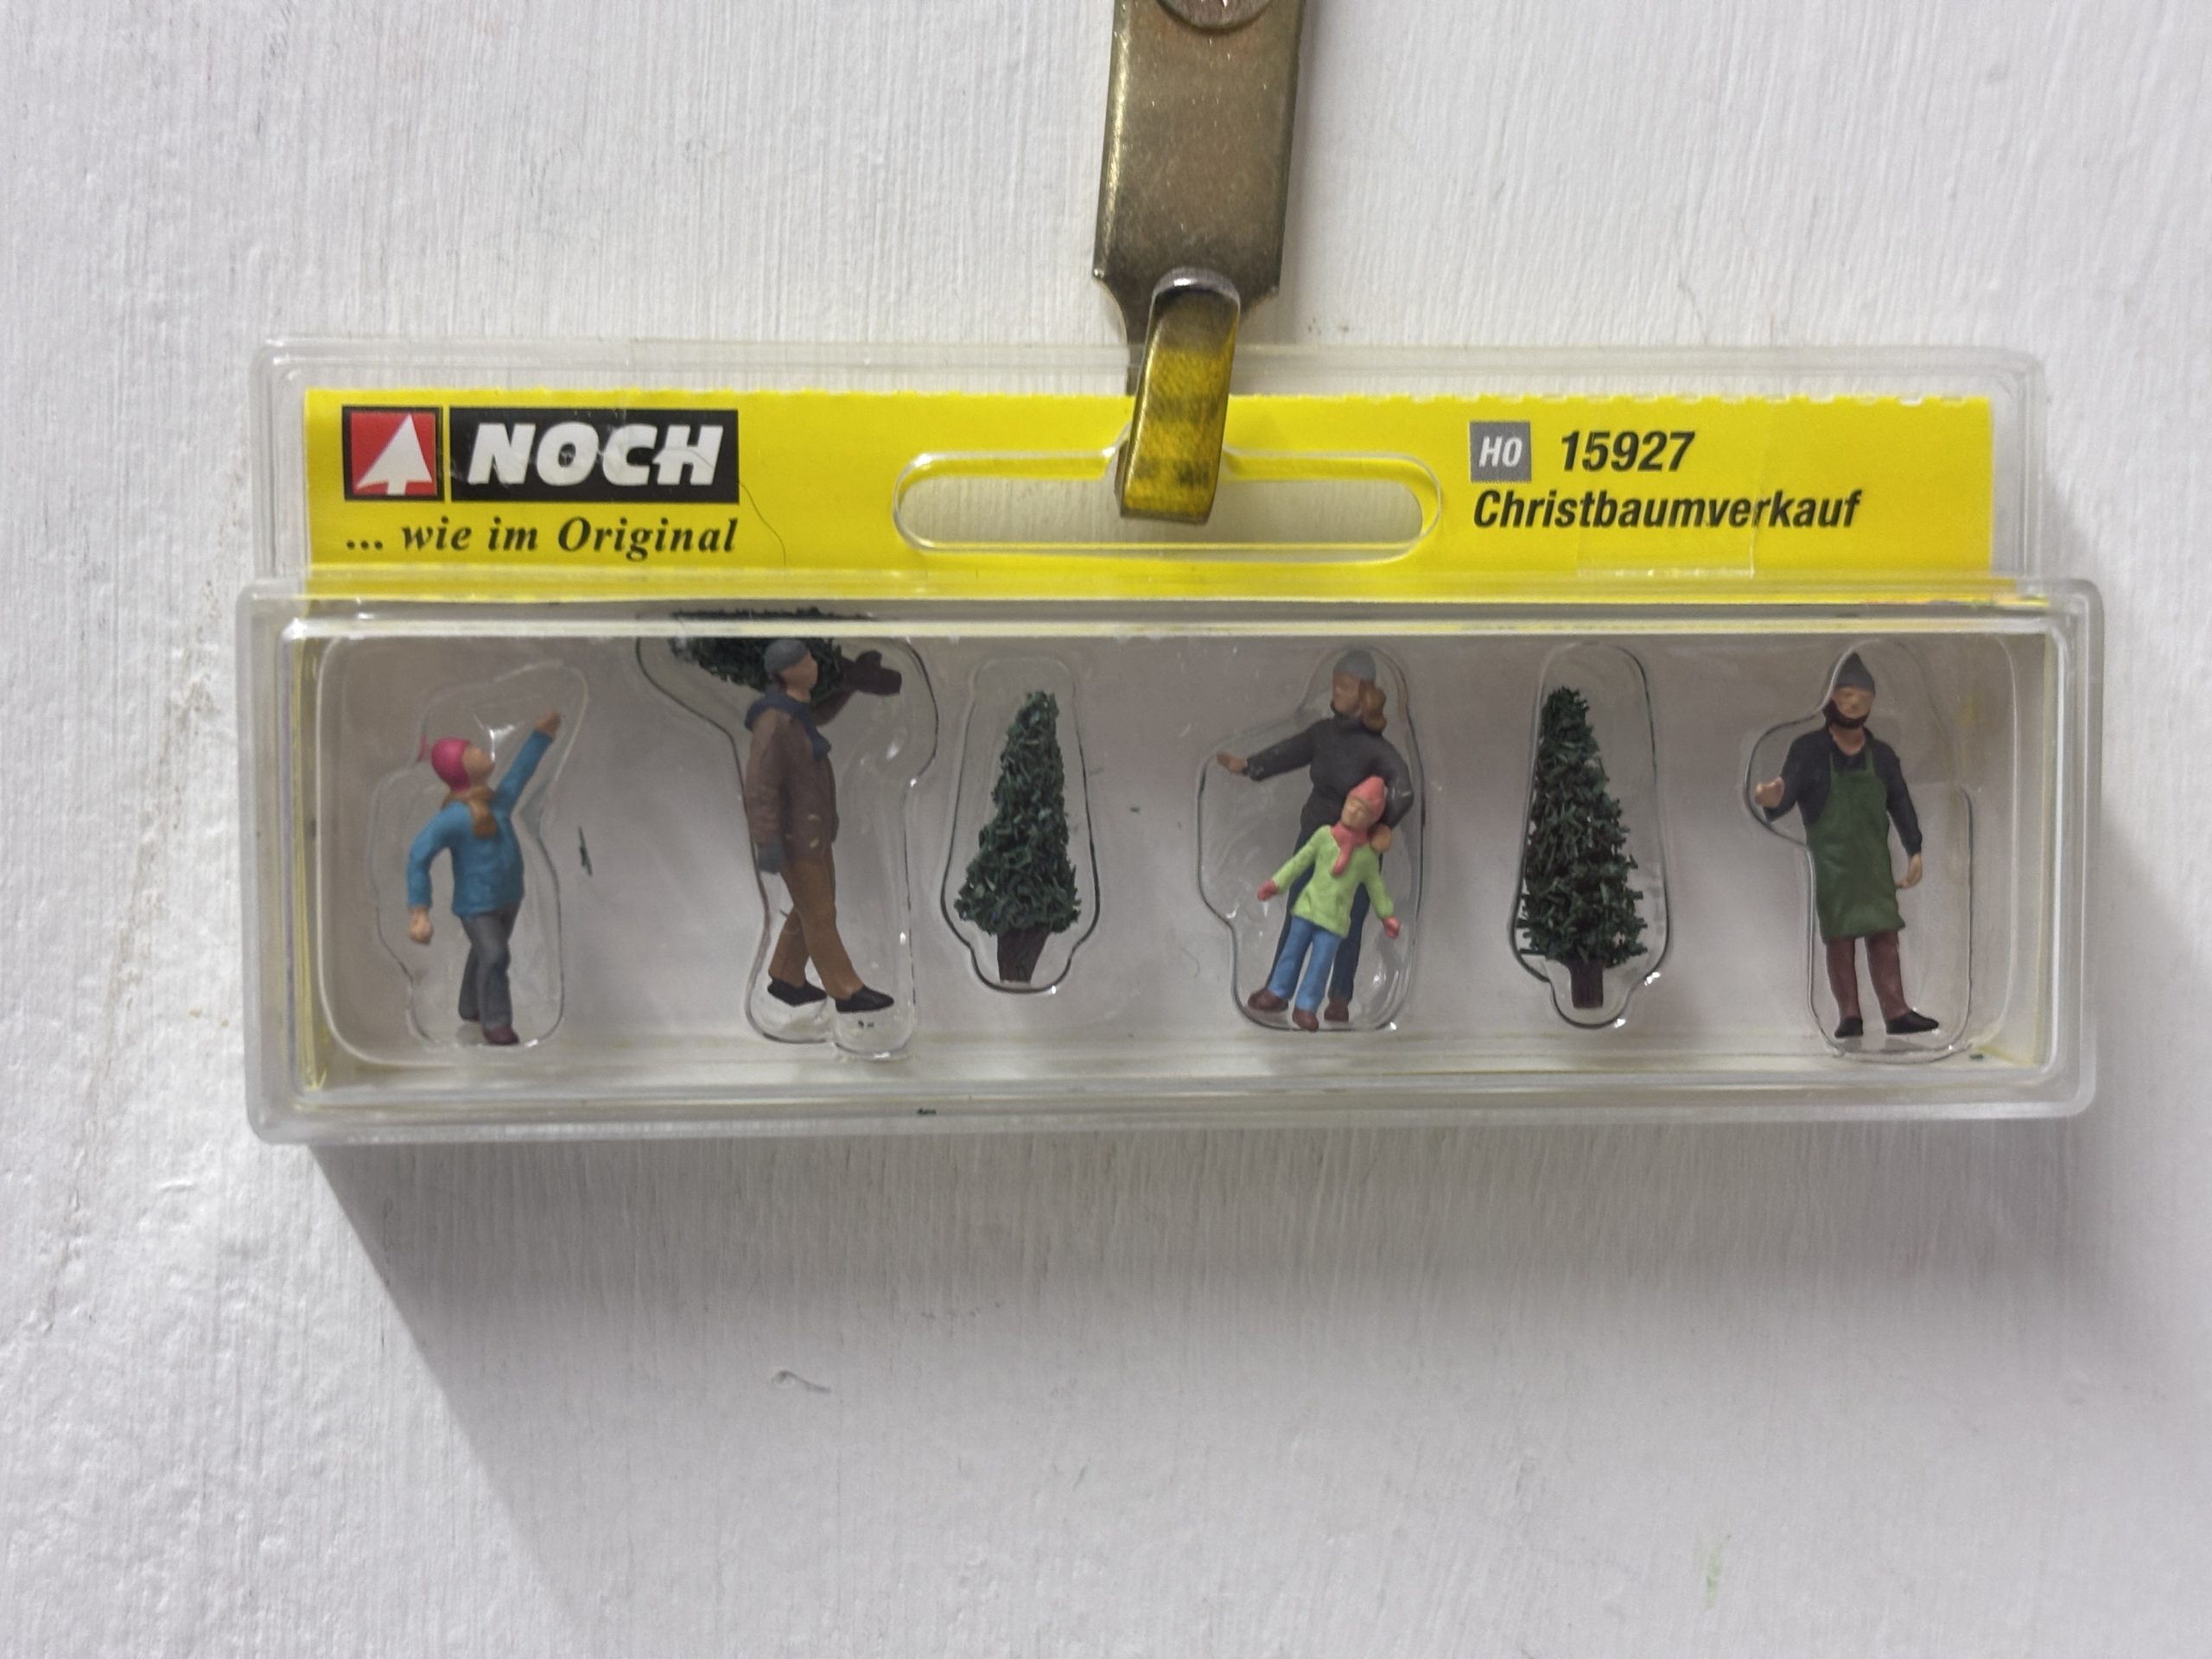 NOCH
... wie im Original
HO 15927
Christbaumverkauf